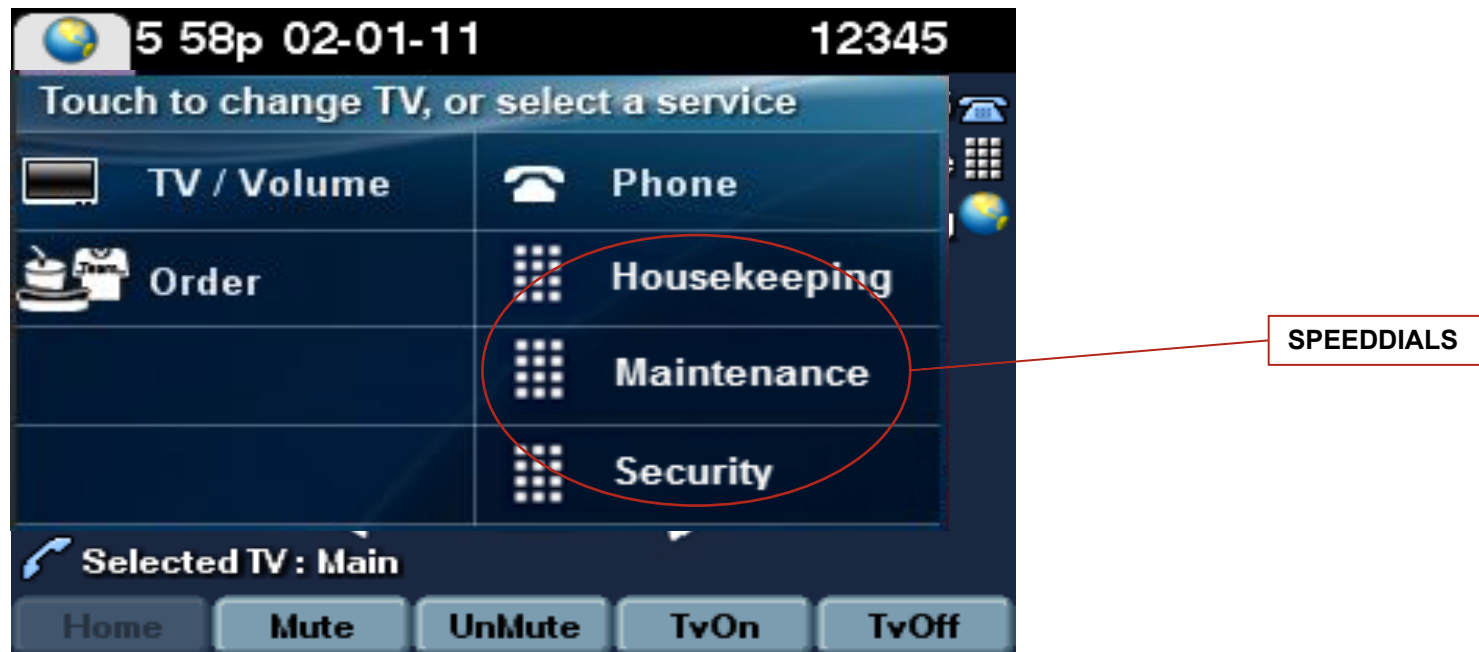 5 58p 02-01-11 12345
Touch to change TV, or select a service
TV / Volume Phone
Team
Order Housekeeping
Maintenance
SPEEDDIALS
Security
Selected TV : Main
Home Mute UnMute TvOn TvOff